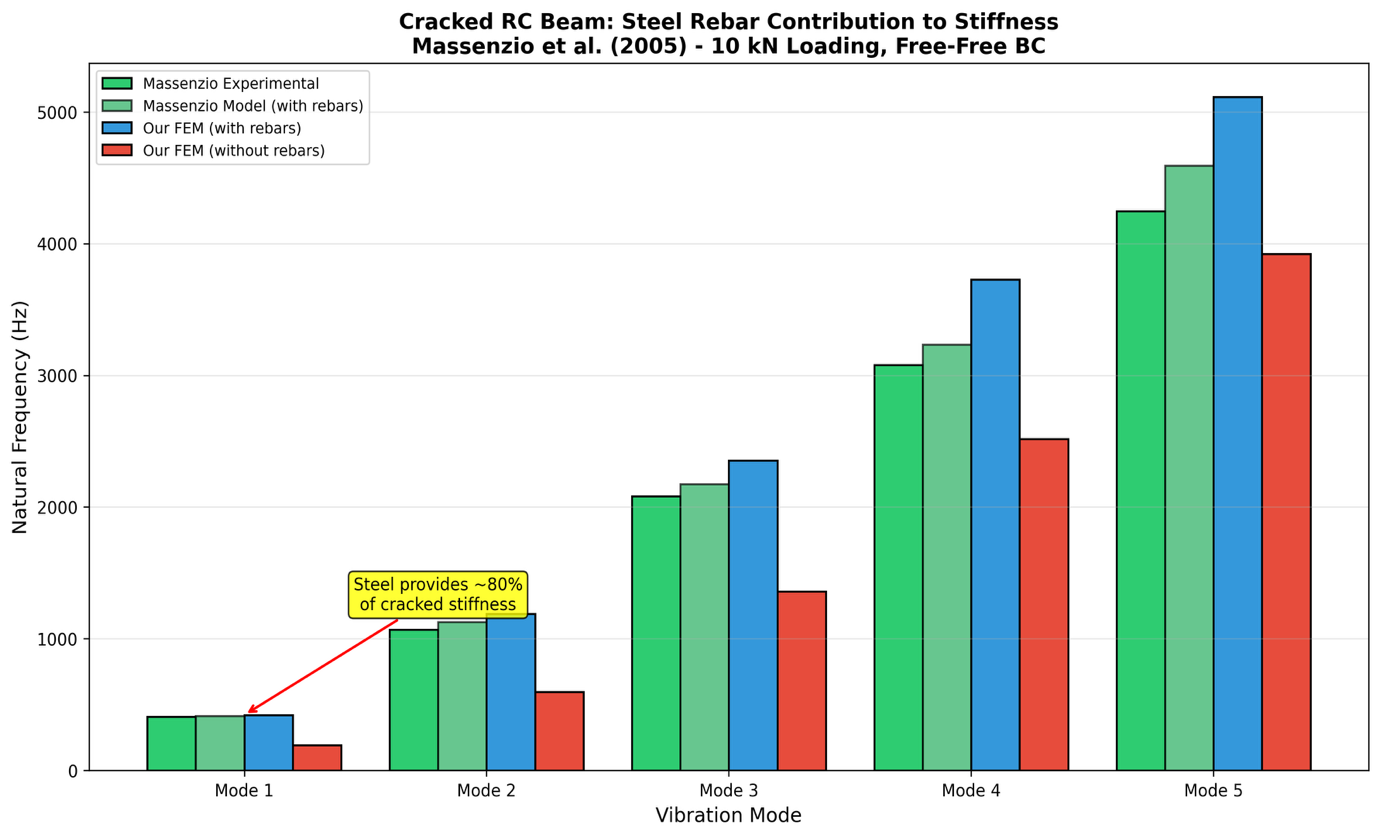 Cracked RC Beam: Steel Rebar Contribution to Stiffness
Massenzio et al. (2005) - 10 kN Loading, Free-Free BC
Massenzio Experimental
Massenzio Model (with rebars)
Our FEM (with rebars)
Our FEM (without rebars)
Natural Frequency (Hz)
5000
4000
3000
2000
1000
0
Steel provides ~80%
of cracked stiffness
Mode 1
Mode 2
Mode 3
Mode 4
Mode 5
Vibration Mode